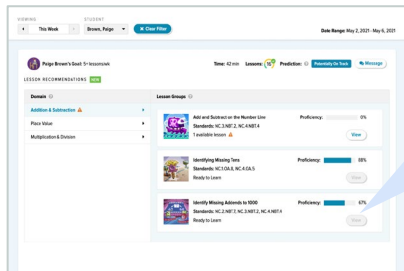 VIEWING
STUDENT
This Week
Brown, Paige
✕ Clear Filter
Date Range: May 2, 2021 - May 6, 2021
Paige Brown's Goal: 5+ lessons/wk
Time: 42 min
Lessons: 15
Prediction:
Potentially On Track
Message
LESSON RECOMMENDATIONS NEW
Domain
Lesson Groups
Addition & Subtraction
Place Value
Multiplication & Division
Add and Subtract on the Number Line
Standards: NC.3.NBT.2, NC.4.NBT.4
1 available lesson
Proficiency: 0%
View
Identifying Missing Tens
Standards: NC.1.OA.8, NC.4.OA.5
Ready to Learn
Proficiency: 88%
View
Identify Missing Addends to 1000
Standards: NC.2.NBT.7, NC.3.NBT.2, NC.4.NBT.4
Ready to Learn
Proficiency: 67%
View